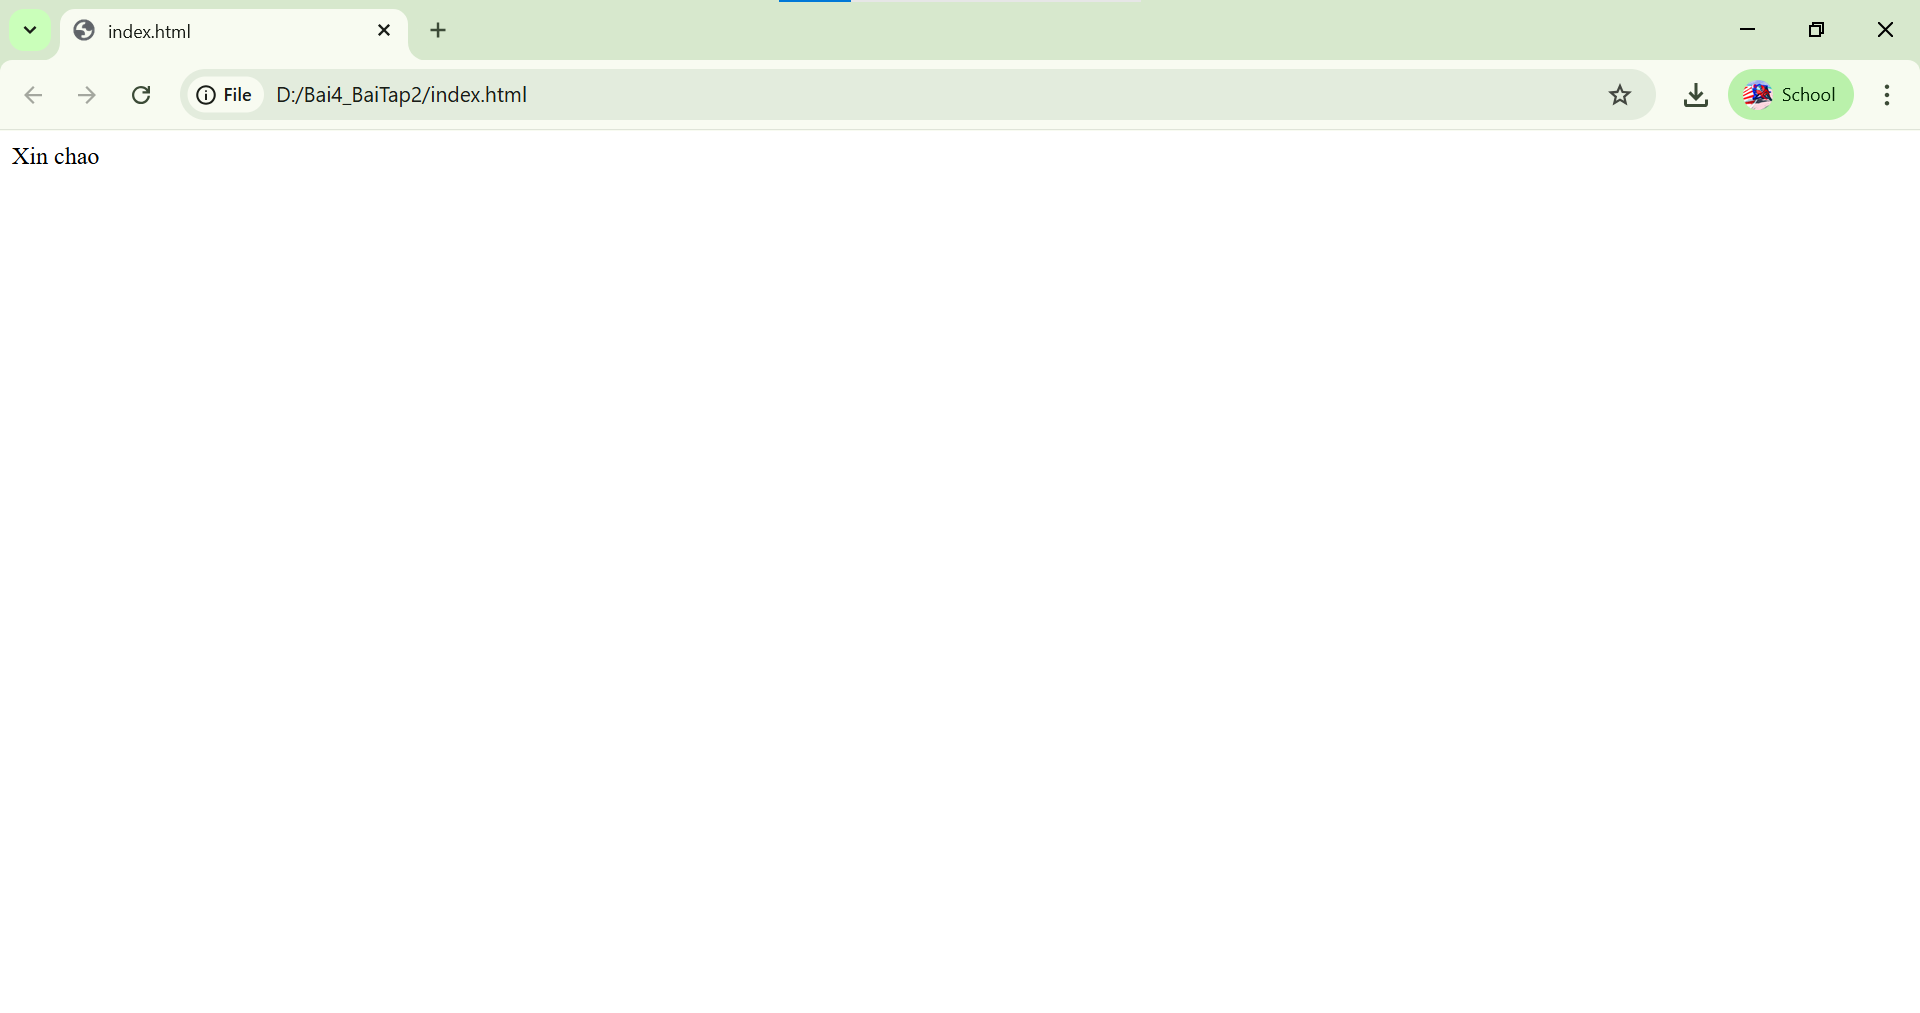 index.html
File
D:/Bai4_BaiTap2/index.html
School
Xin chao